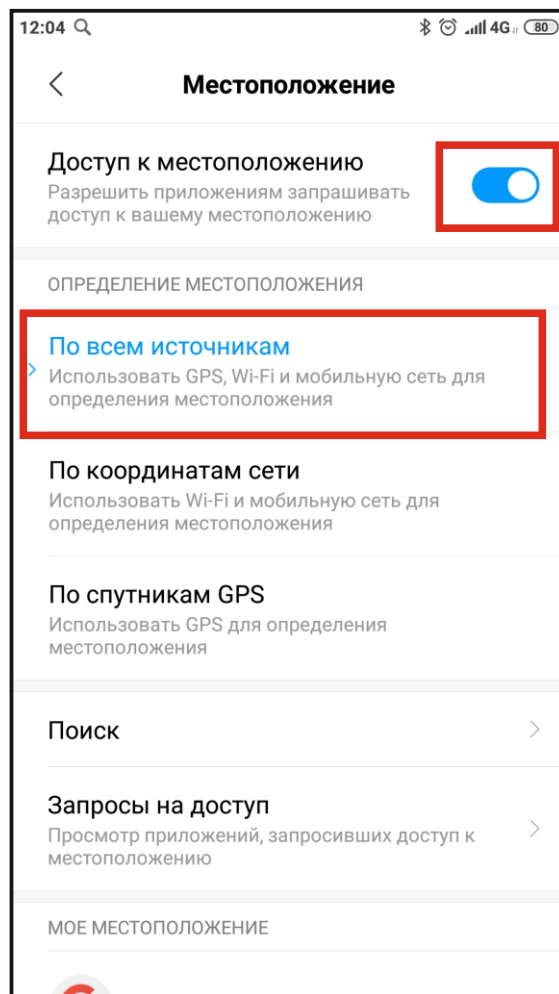 12:04 4G 80
Местоположение
Доступ к местоположению
Разрешить приложениям запрашивать
доступ к вашему местоположению
ОПРЕДЕЛЕНИЕ МЕСТОПОЛОЖЕНИЯ
По всем источникам
Использовать GPS, Wi-Fi и мобильную сеть для
определения местоположения
По координатам сети
Использовать Wi-Fi и мобильную сеть для
определения местоположения
По спутникам GPS
Использовать GPS для определения
местоположения
Поиск
Запросы на доступ
Просмотр приложений, запросивших доступ к
местоположению
МОЕ МЕСТОПОЛОЖЕНИЕ